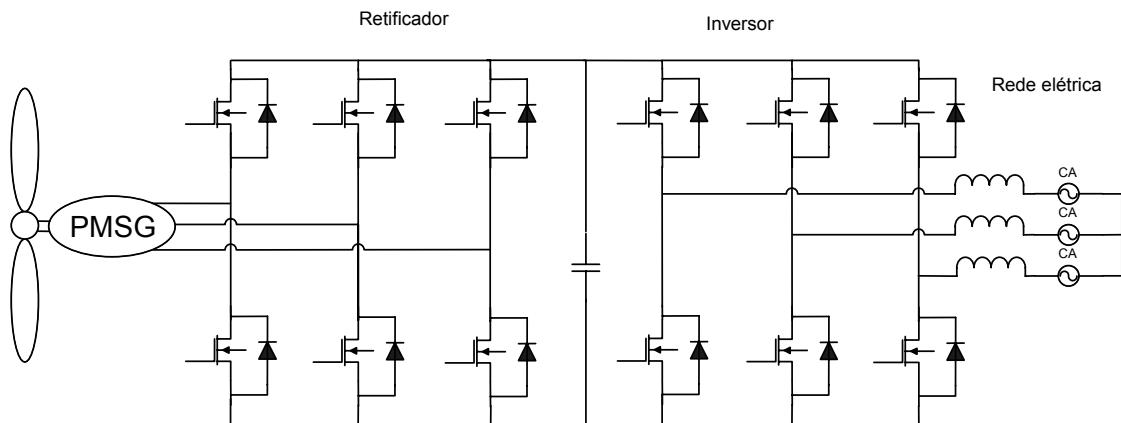 Retificador
Inversor
Rede elétrica
PMSG
CA
CA
CA